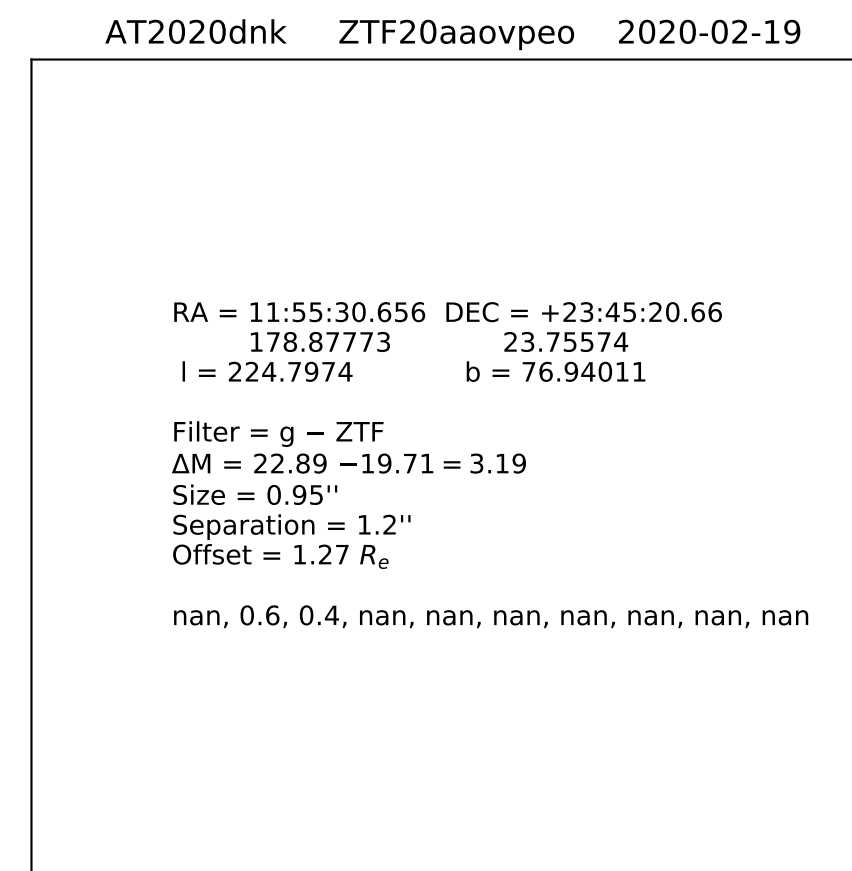 AT2020dnk ZTF20aaovpeo 2020-02-19
RA = 11:55:30.656 DEC = +23:45:20.66
178.87773 23.75574
l = 224.7974 b = 76.94011
Filter = g − ZTF
ΔM = 22.89 −19.71 = 3.19
Size = 0.95''
Separation = 1.2''
Offset = 1.27 Re
nan, 0.6, 0.4, nan, nan, nan, nan, nan, nan, nan